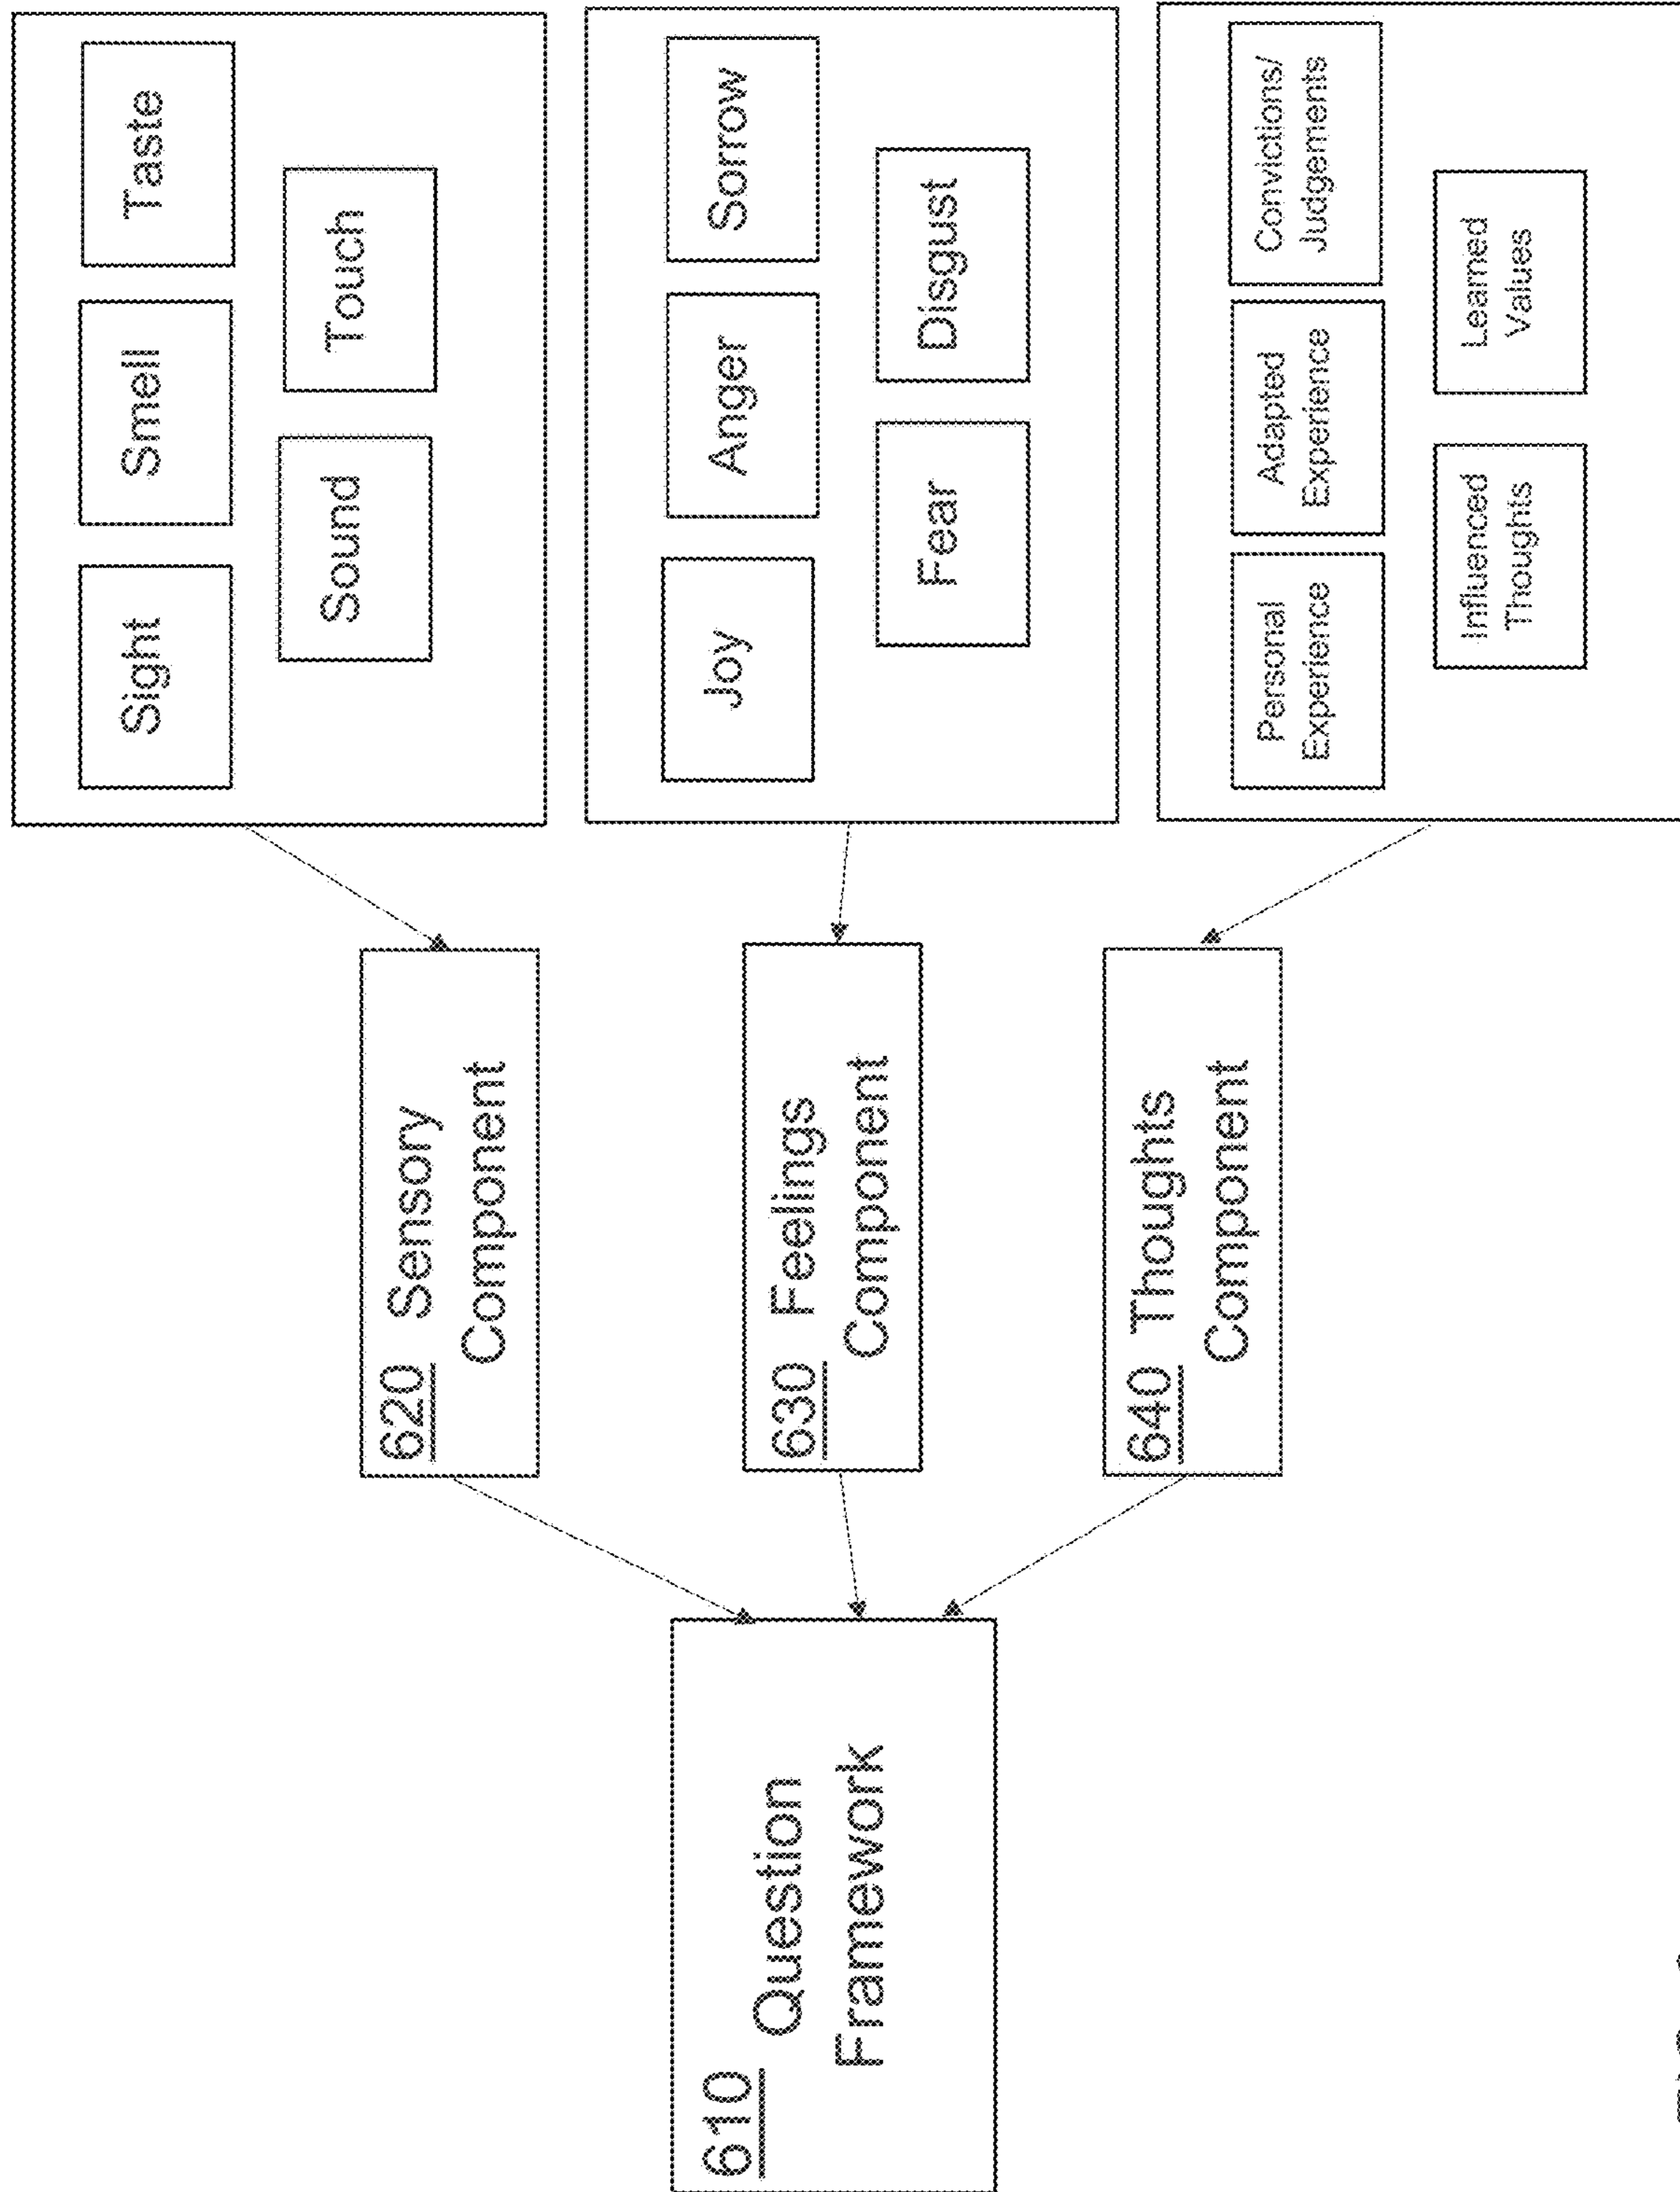 610
Question
Framework
620 Sensory
Component
630 Feelings
Component
640 Thoughts
Component
Sight
Smell
Taste
Sound
Touch
Joy
Anger
Sorrow
Fear
Disgust
Personal
Experience
Adapted
Experience
Convictions/
Judgements
Influenced
Thoughts
Learned
Values